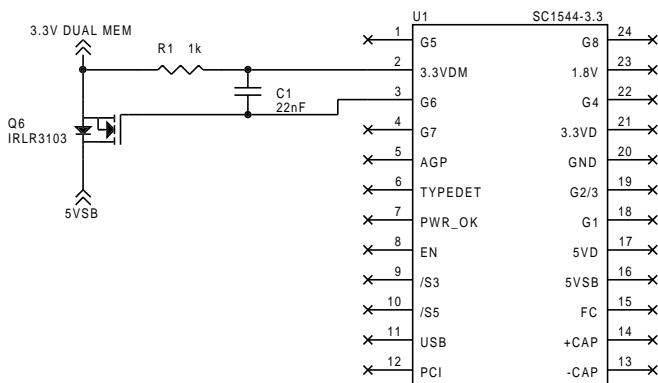 U1 SC1544-3.3
3.3V DUAL MEM
R1 1k
C1
22nF
Q6
IRLR3103
5VSB
1 G5 G8 24
2 3.3VDM 1.8V 23
3 G6 G4 22
4 G7 3.3VD 21
5 AGP GND 20
6 TYPEDET G2/3 19
7 PWR_OK G1 18
8 EN 5VD 17
9 /S3 5VSB 16
10 /S5 FC 15
11 USB +CAP 14
12 PCI -CAP 13